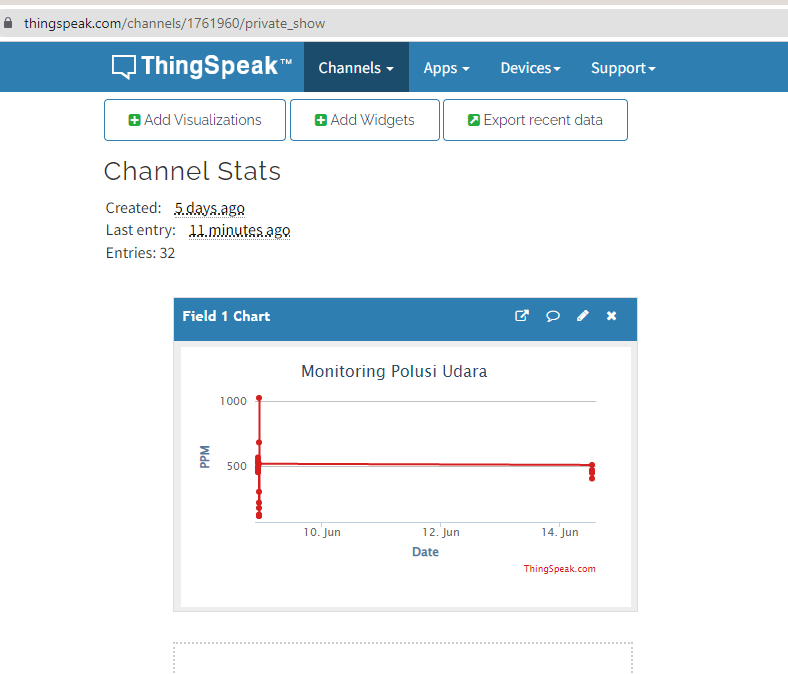 thingspeak.com/channels/1761960/private_show
ThingSpeak™ Channels Apps Devices Support
Add Visualizations Add Widgets Export recent data
Channel Stats
Created: 5 days ago
Last entry: 11 minutes ago
Entries: 32
Field 1 Chart
Monitoring Polusi Udara
1000
PPM
500
10. Jun 12. Jun 14. Jun
Date
ThingSpeak.com